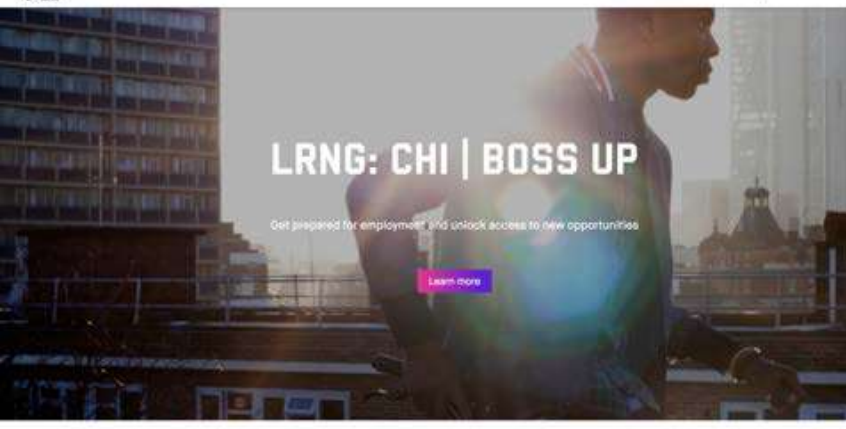 LRNG: CHI | BOSS UP
Get prepared for employment and unlock access to new opportunities
Learn more